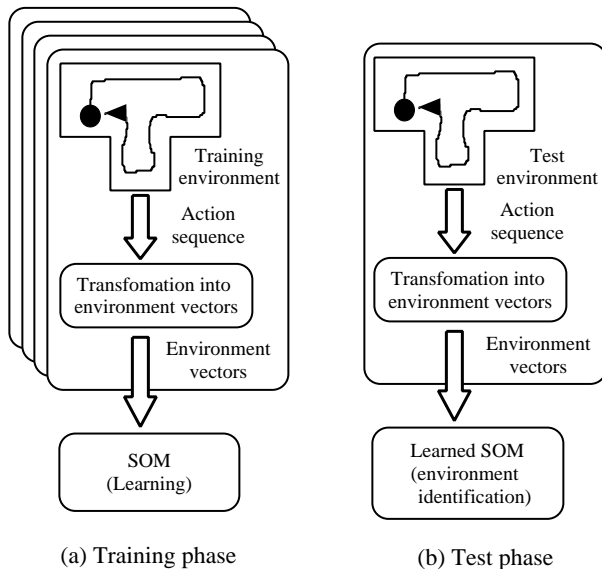 Training
environment
Action
sequence
Transfomation into
environment vectors
Environment
vectors
SOM
(Learning)
(a) Training phase
Test
environment
Action
sequence
Transfomation into
environment vectors
Environment
vectors
Learned SOM
(environment
identification)
(b) Test phase